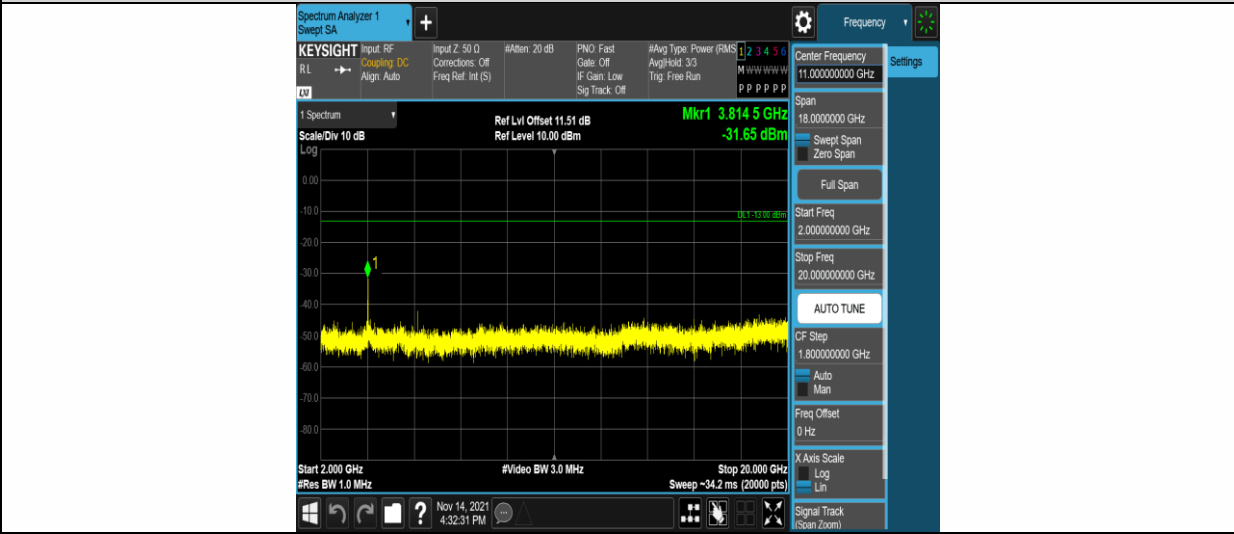 Spectrum Analyzer 1
Swept SA
+
Frequency
KEYSIGHT
RL
LXI
Input: RF
Coupling: DC
Align: Auto
Input Z: 50 Ω
Corrections: Off
Freq Ref: Int (S)
#Atten: 20 dB
PNO: Fast
Gate: Off
IF Gain: Low
Sig Track: Off
#Avg Type: Power (RMS
Avg|Hold: 3/3
Trig: Free Run
1 2 3 4 5 6
M W W W W W
P P P P P P
1 Spectrum
Scale/Div 10 dB
Ref Lvl Offset 11.51 dB
Ref Level 10.00 dBm
Mkr1 3.814 5 GHz
-31.65 dBm
Log
0.00
-10.0
DL1 -13.00 dBm
-20.0
1
-30.0
-40.0
-50.0
-60.0
-70.0
-80.0
Start 2.000 GHz
#Video BW 3.0 MHz
Stop 20.000 GHz
#Res BW 1.0 MHz
Sweep ~34.2 ms (20000 pts)
?
Nov 14, 2021
4:32:31 PM
Center Frequency
11.000000000 GHz
Settings
Span
18.0000000 GHz
Swept Span
Zero Span
Full Span
Start Freq
2.000000000 GHz
Stop Freq
20.000000000 GHz
AUTO TUNE
CF Step
1.800000000 GHz
Auto
Man
Freq Offset
0 Hz
X Axis Scale
Log
Lin
Signal Track
(Span Zoom)